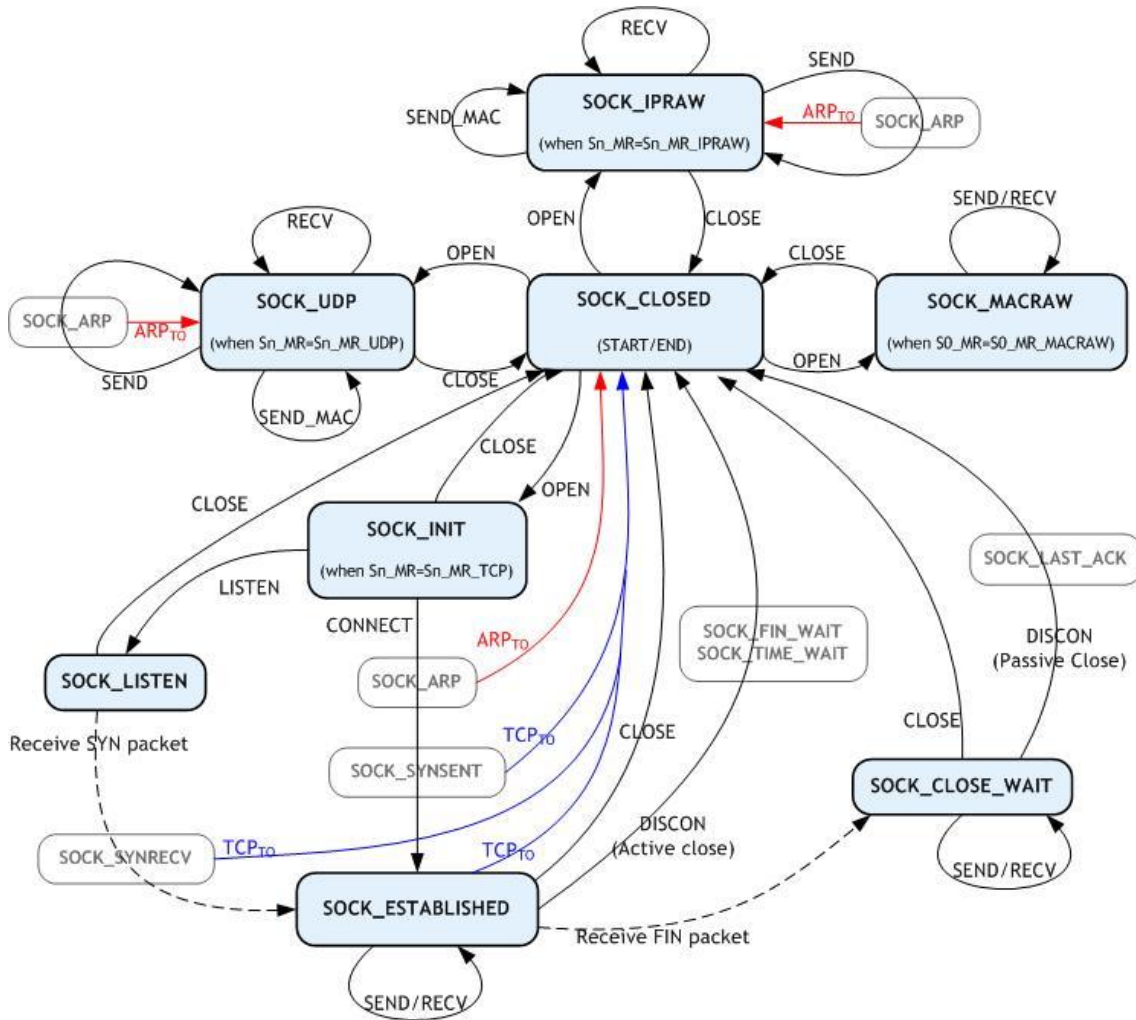 RECV
SEND
SOCK_IPRAW
SEND_MAC
(when Sn_MR=Sn_MR_IPRAW)
ARPTO
SOCK_ARP
OPEN
CLOSE
SEND/RECV
RECV
OPEN
CLOSE
SOCK_UDP
SOCK_CLOSED
SOCK_MACRAW
SOCK_ARP
ARPTO
(when Sn_MR=Sn_MR_UDP)
(START/END)
(when S0_MR=S0_MR_MACRAW)
SEND
CLOSE
OPEN
SEND_MAC
CLOSE
CLOSE
OPEN
SOCK_INIT
(when Sn_MR=Sn_MR_TCP)
SOCK_LAST_ACK
LISTEN
CONNECT
ARPTO
SOCK_FIN_WAIT
SOCK_TIME_WAIT
DISCON
(Passive Close)
SOCK_LISTEN
SOCK_ARP
CLOSE
Receive SYN packet
TCPTO
CLOSE
SOCK_SYNSENT
SOCK_CLOSE_WAIT
DISCON
(Active close)
TCPTO
TCPTO
SOCK_SYNRECV
SEND/RECV
SOCK_ESTABLISHED
Receive FIN packet
SEND/RECV